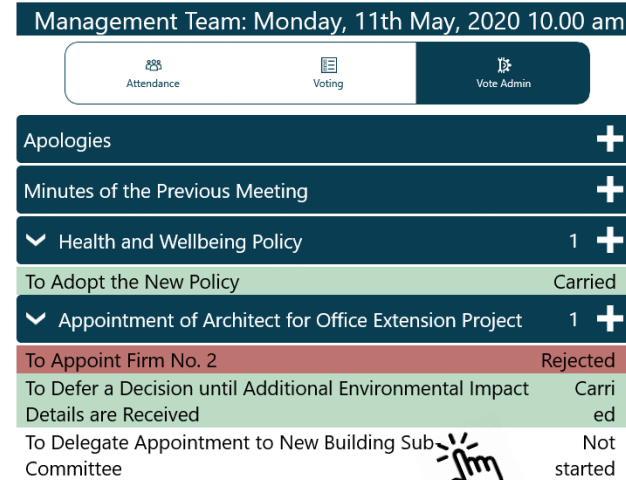 Management Team: Monday, 11th May, 2020 10.00 am
Attendance
Voting
Vote Admin
Apologies
Minutes of the Previous Meeting
Health and Wellbeing Policy 1
To Adopt the New Policy Carried
Appointment of Architect for Office Extension Project 1
To Appoint Firm No. 2 Rejected
To Defer a Decision until Additional Environmental Impact Carri
Details are Received ed
To Delegate Appointment to New Building Sub- Not
Committee started